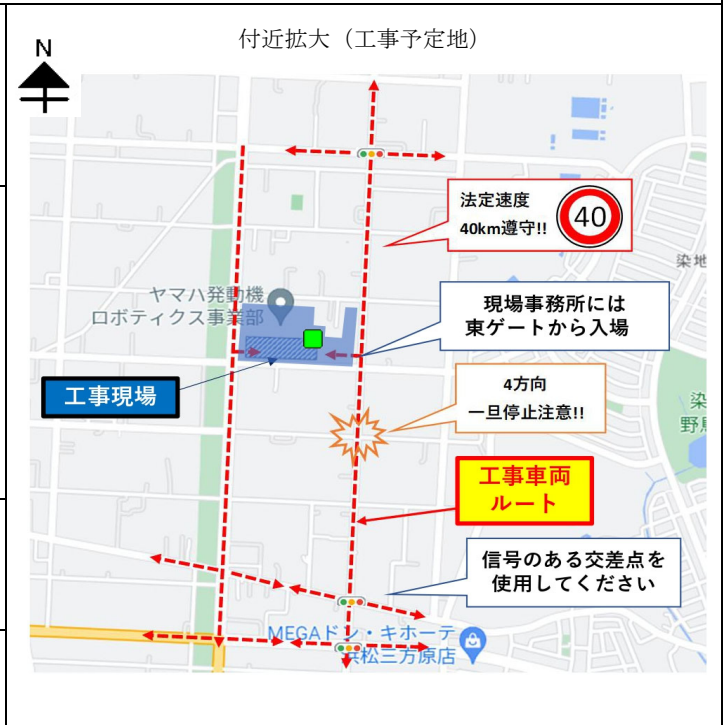 付近拡大（工事予定地）
N
法定速度
40km遵守!!
40
染地
ヤマハ発動機
ロボティクス事業部
現場事務所には
東ゲートから入場
工事現場
4方向
一旦停止注意!!
染
野鳥
工事車両
ルート
信号のある交差点を
使用してください
MEGAドン・キホーテ
浜松三方原店